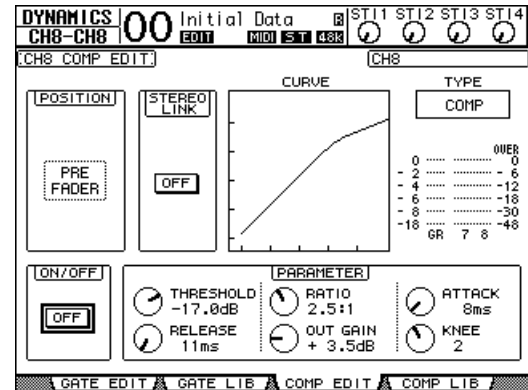 DYNAMICS
CH8-CH8
00
Initial Data
EDIT
MIDI
ST
48k
ST1 ST2 ST3 ST4
CH8 COMP EDIT
CH8
POSITION
PRE
FADER
STEREO
LINK
OFF
CURVE
TYPE
COMP
OVER
0 0
- 2 - 6
- 4 -12
- 6 -18
- 8 -30
-18 -48
GR 7 8
ON/OFF
OFF
PARAMETER
THRESHOLD
-17.0dB
RATIO
2.5:1
ATTACK
8ms
RELEASE
11ms
OUT GAIN
+ 3.5dB
KNEE
2
GATE EDIT GATE LIB COMP EDIT COMP LIB